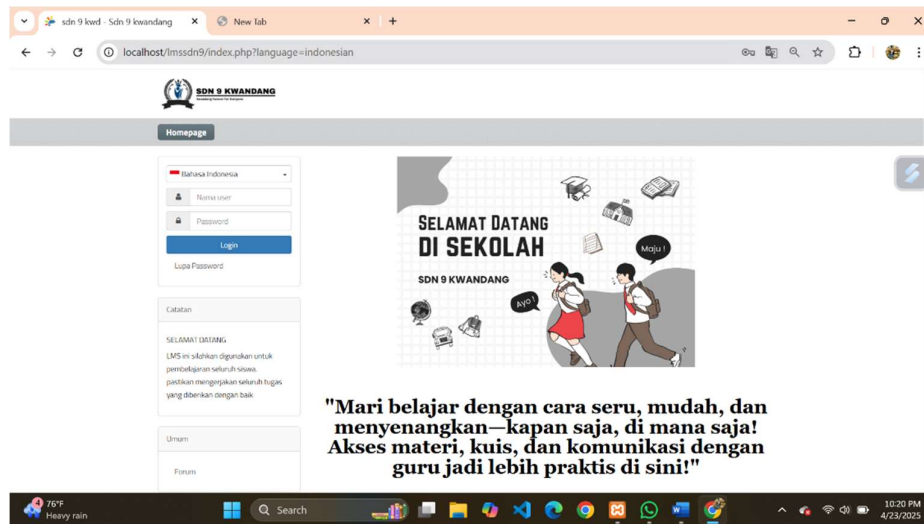 sdn 9 kwd - Sdn 9 kwandang
New Tab
localhost/lmssdn9/index.php?language=indonesian
SDN 9 KWANDANG
Homepage
Bahasa Indonesia
Nama user
Password
Login
Lupa Password
Catatan
SELAMAT DATANG
LMS ini silahkan digunakan untuk
pembelajaran seluruh siswa.
pastikan mengerjakan seluruh tugas
yang diberikan dengan baik
Umum
Forum
SELAMAT DATANG
DI SEKOLAH
SDN 9 KWANDANG
Ayo !
Maju !
"Mari belajar dengan cara seru, mudah, dan
menyenangkan—kapan saja, di mana saja!
Akses materi, kuis, dan komunikasi dengan
guru jadi lebih praktis di sini!"
76°F
Heavy rain
Search
10:20 PM
4/23/2025